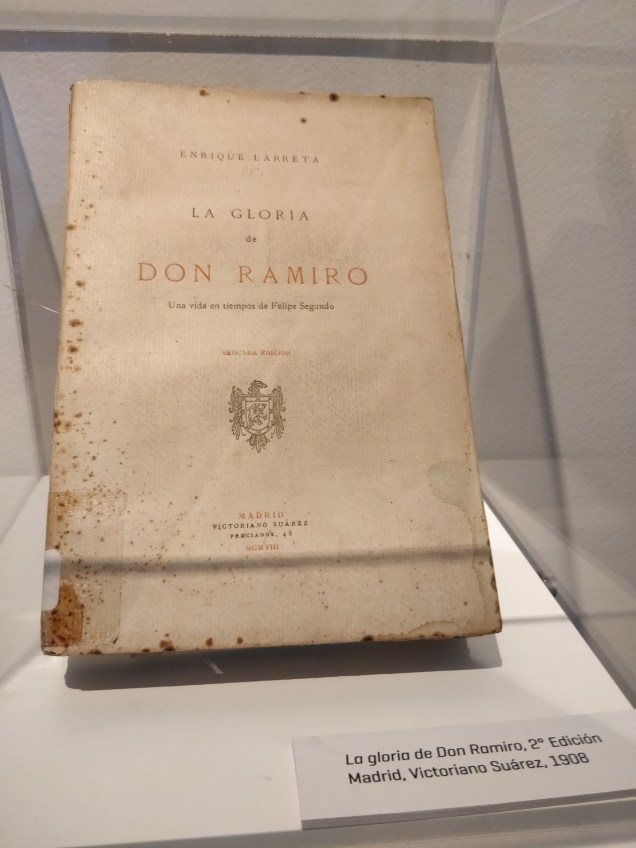 ENRIQUE LARRETA
LA GLORIA
de
DON RAMIRO
Una vida en tiempos de Felipe Segundo
SEGUNDA EDICIÓN
MADRID
VICTORIANO SUÁREZ
PRECIADOS, 48
MCMVIII
La gloria de Don Ramiro, 2° Edición
Madrid, Victoriano Suárez, 1908